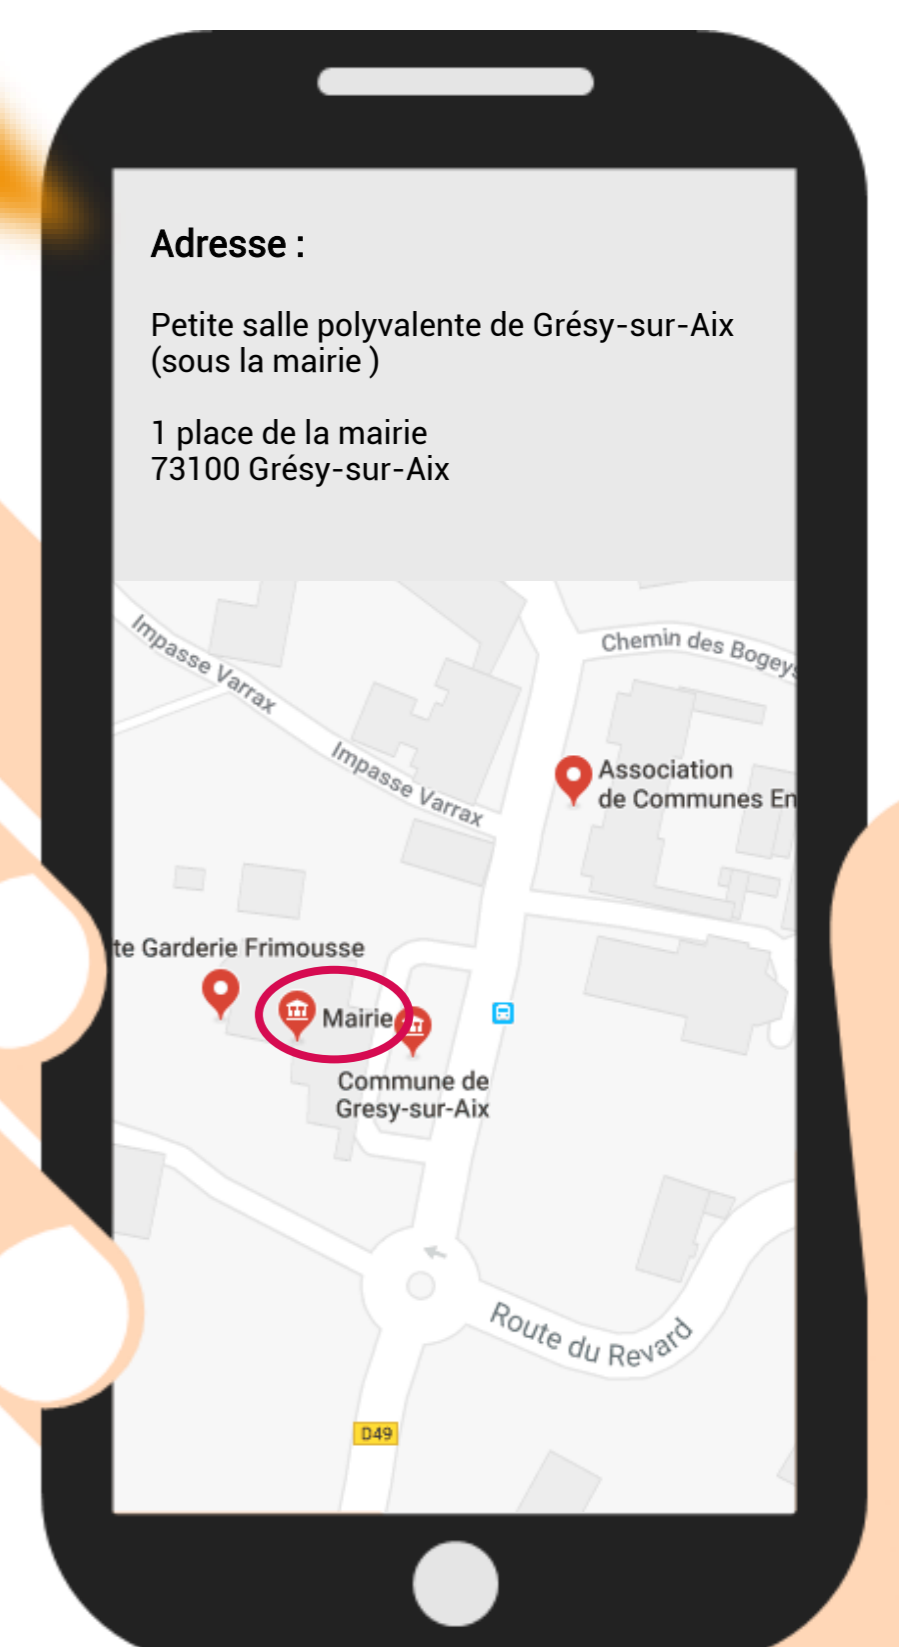 Adresse :
Petite salle polyvalente de Grésy-sur-Aix
(sous la mairie )
1 place de la mairie
73100 Grésy-sur-Aix
Impasse Varrax
Chemin des Bogeys
Impasse Varrax
Association
de Communes En
te Garderie Frimousse
Mairie
Commune de
Gresy-sur-Aix
Route du Revard
D49